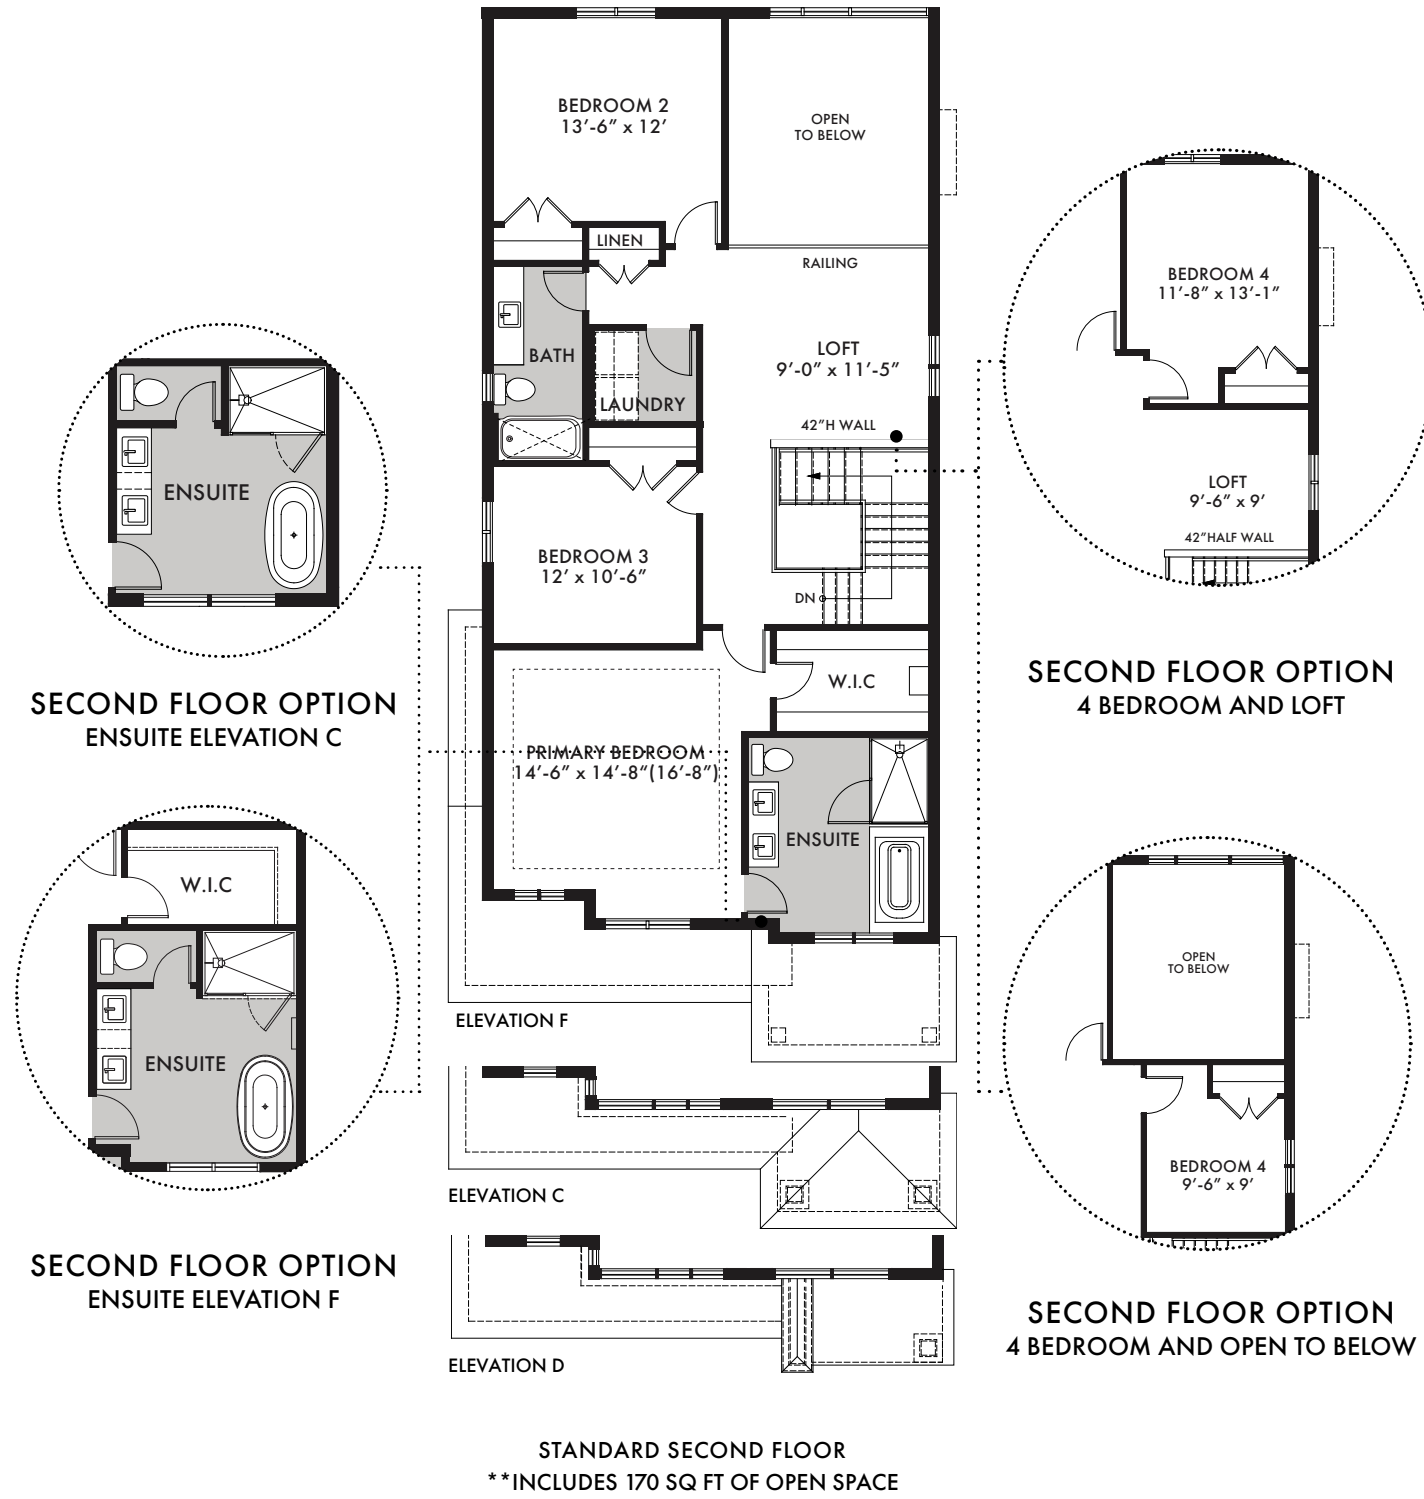 BEDROOM 2
13'-6" x 12'
OPEN
TO BELOW
LINEN
RAILING
BATH
LOFT
9'-0" x 11'-5"
LAUNDRY
42"H WALL
BEDROOM 3
12' x 10'-6"
DN
W.I.C
PRIMARY BEDROOM
14'-6" x 14'-8"(16'-8")
ENSUITE
ELEVATION F
ELEVATION C
ELEVATION D
ENSUITE
SECOND FLOOR OPTION
ENSUITE ELEVATION C
W.I.C
ENSUITE
SECOND FLOOR OPTION
ENSUITE ELEVATION F
BEDROOM 4
11'-8" x 13'-1"
LOFT
9'-6" x 9'
42"HALF WALL
SECOND FLOOR OPTION
4 BEDROOM AND LOFT
OPEN
TO BELOW
BEDROOM 4
9'-6" x 9'
SECOND FLOOR OPTION
4 BEDROOM AND OPEN TO BELOW
STANDARD SECOND FLOOR
**INCLUDES 170 SQ FT OF OPEN SPACE